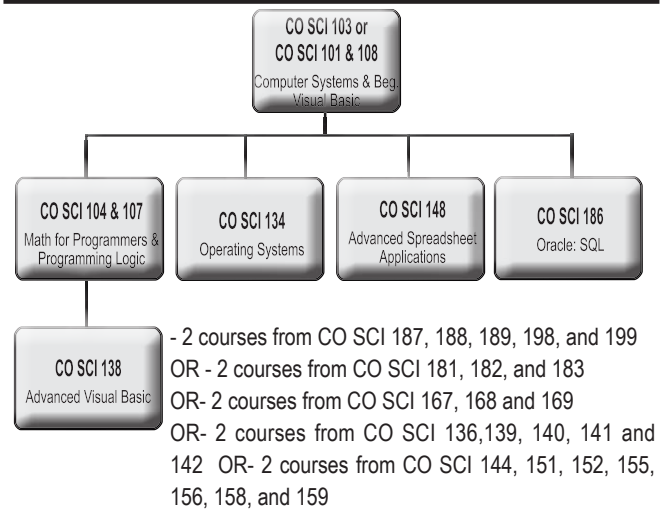 CO SCI 103 or
CO SCI 101 & 108
Computer Systems & Beg.
Visual Basic
CO SCI 104 & 107
Math for Programmers &
Programming Logic
CO SCI 134
Operating Systems
CO SCI 148
Advanced Spreadsheet
Applications
CO SCI 186
Oracle: SQL
CO SCI 138
Advanced Visual Basic
- 2 courses from CO SCI 187, 188, 189, 198, and 199
OR - 2 courses from CO SCI 181, 182, and 183
OR- 2 courses from CO SCI 167, 168 and 169
OR- 2 courses from CO SCI 136,139, 140, 141 and
142 OR- 2 courses from CO SCI 144, 151, 152, 155,
156, 158, and 159